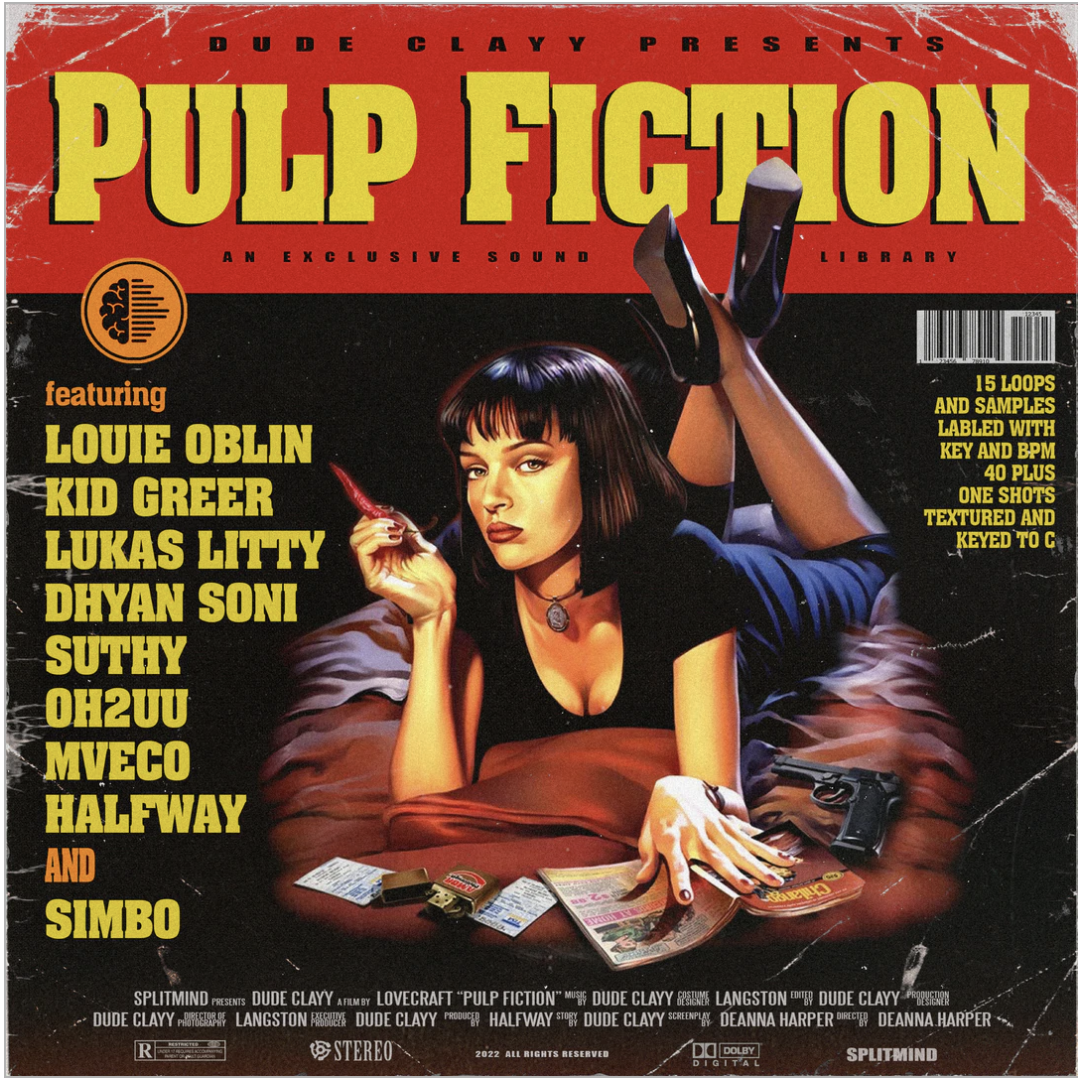 DUDE CLAYY PRESENTS
PULP FICTION
AN EXCLUSIVE SOUND LIBRARY
12345
123456 78910
15 LOOPS
AND SAMPLES
LABLED WITH
KEY AND BPM
40 PLUS
ONE SHOTS
TEXTURED AND
KEYED TO C
featuring
LOUIE OBLIN
KID GREER
LUKAS LITTY
DHYAN SONI
SUTHY
OH2UU
MVECO
HALFWAY
AND
SIMBO
SPLITMIND PRESENTS DUDE CLAYY A FILM BY LOVECRAFT "PULP FICTION" MUSIC BY DUDE CLAYY COSTUME DESIGNER LANGSTON EDITED BY DUDE CLAYY PRODUCTION DESIGNER
DUDE CLAYY DIRECTOR OF PHOTOGRAPHY LANGSTON EXECUTIVE PRODUCER DUDE CLAYY PRODUCED BY HALFWAY STORY BY DUDE CLAYY SCREENPLAY BY DEANNA HARPER DIRECTED BY DEANNA HARPER
R RESTRICTED
STEREO
2022 ALL RIGHTS RESERVED
DOLBY
DIGITAL
SPLITMIND